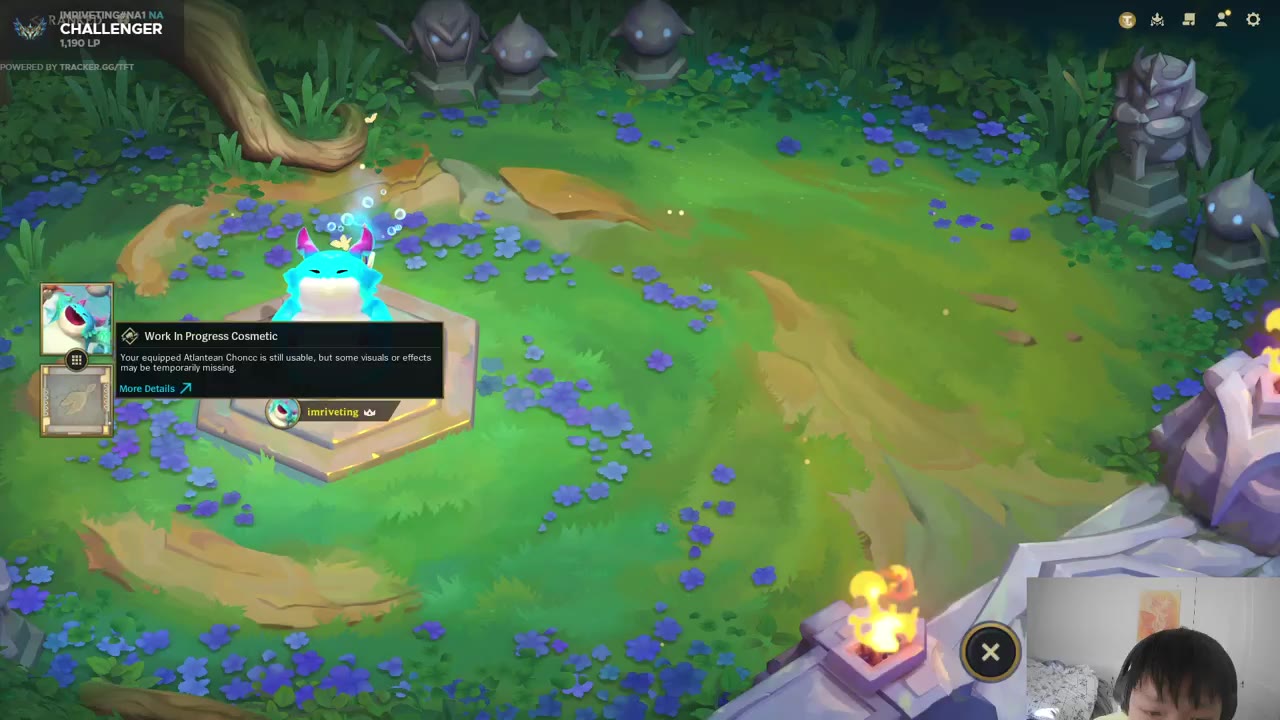 IMRIVETING#NA1 NA
CHALLENGER
1,190 LP
POWERED BY TRACKER.GG/TFT
Work In Progress Cosmetic
Your equipped Atlantean Choncc is still usable, but some visuals or effects
may be temporarily missing.
More Details
imriveting